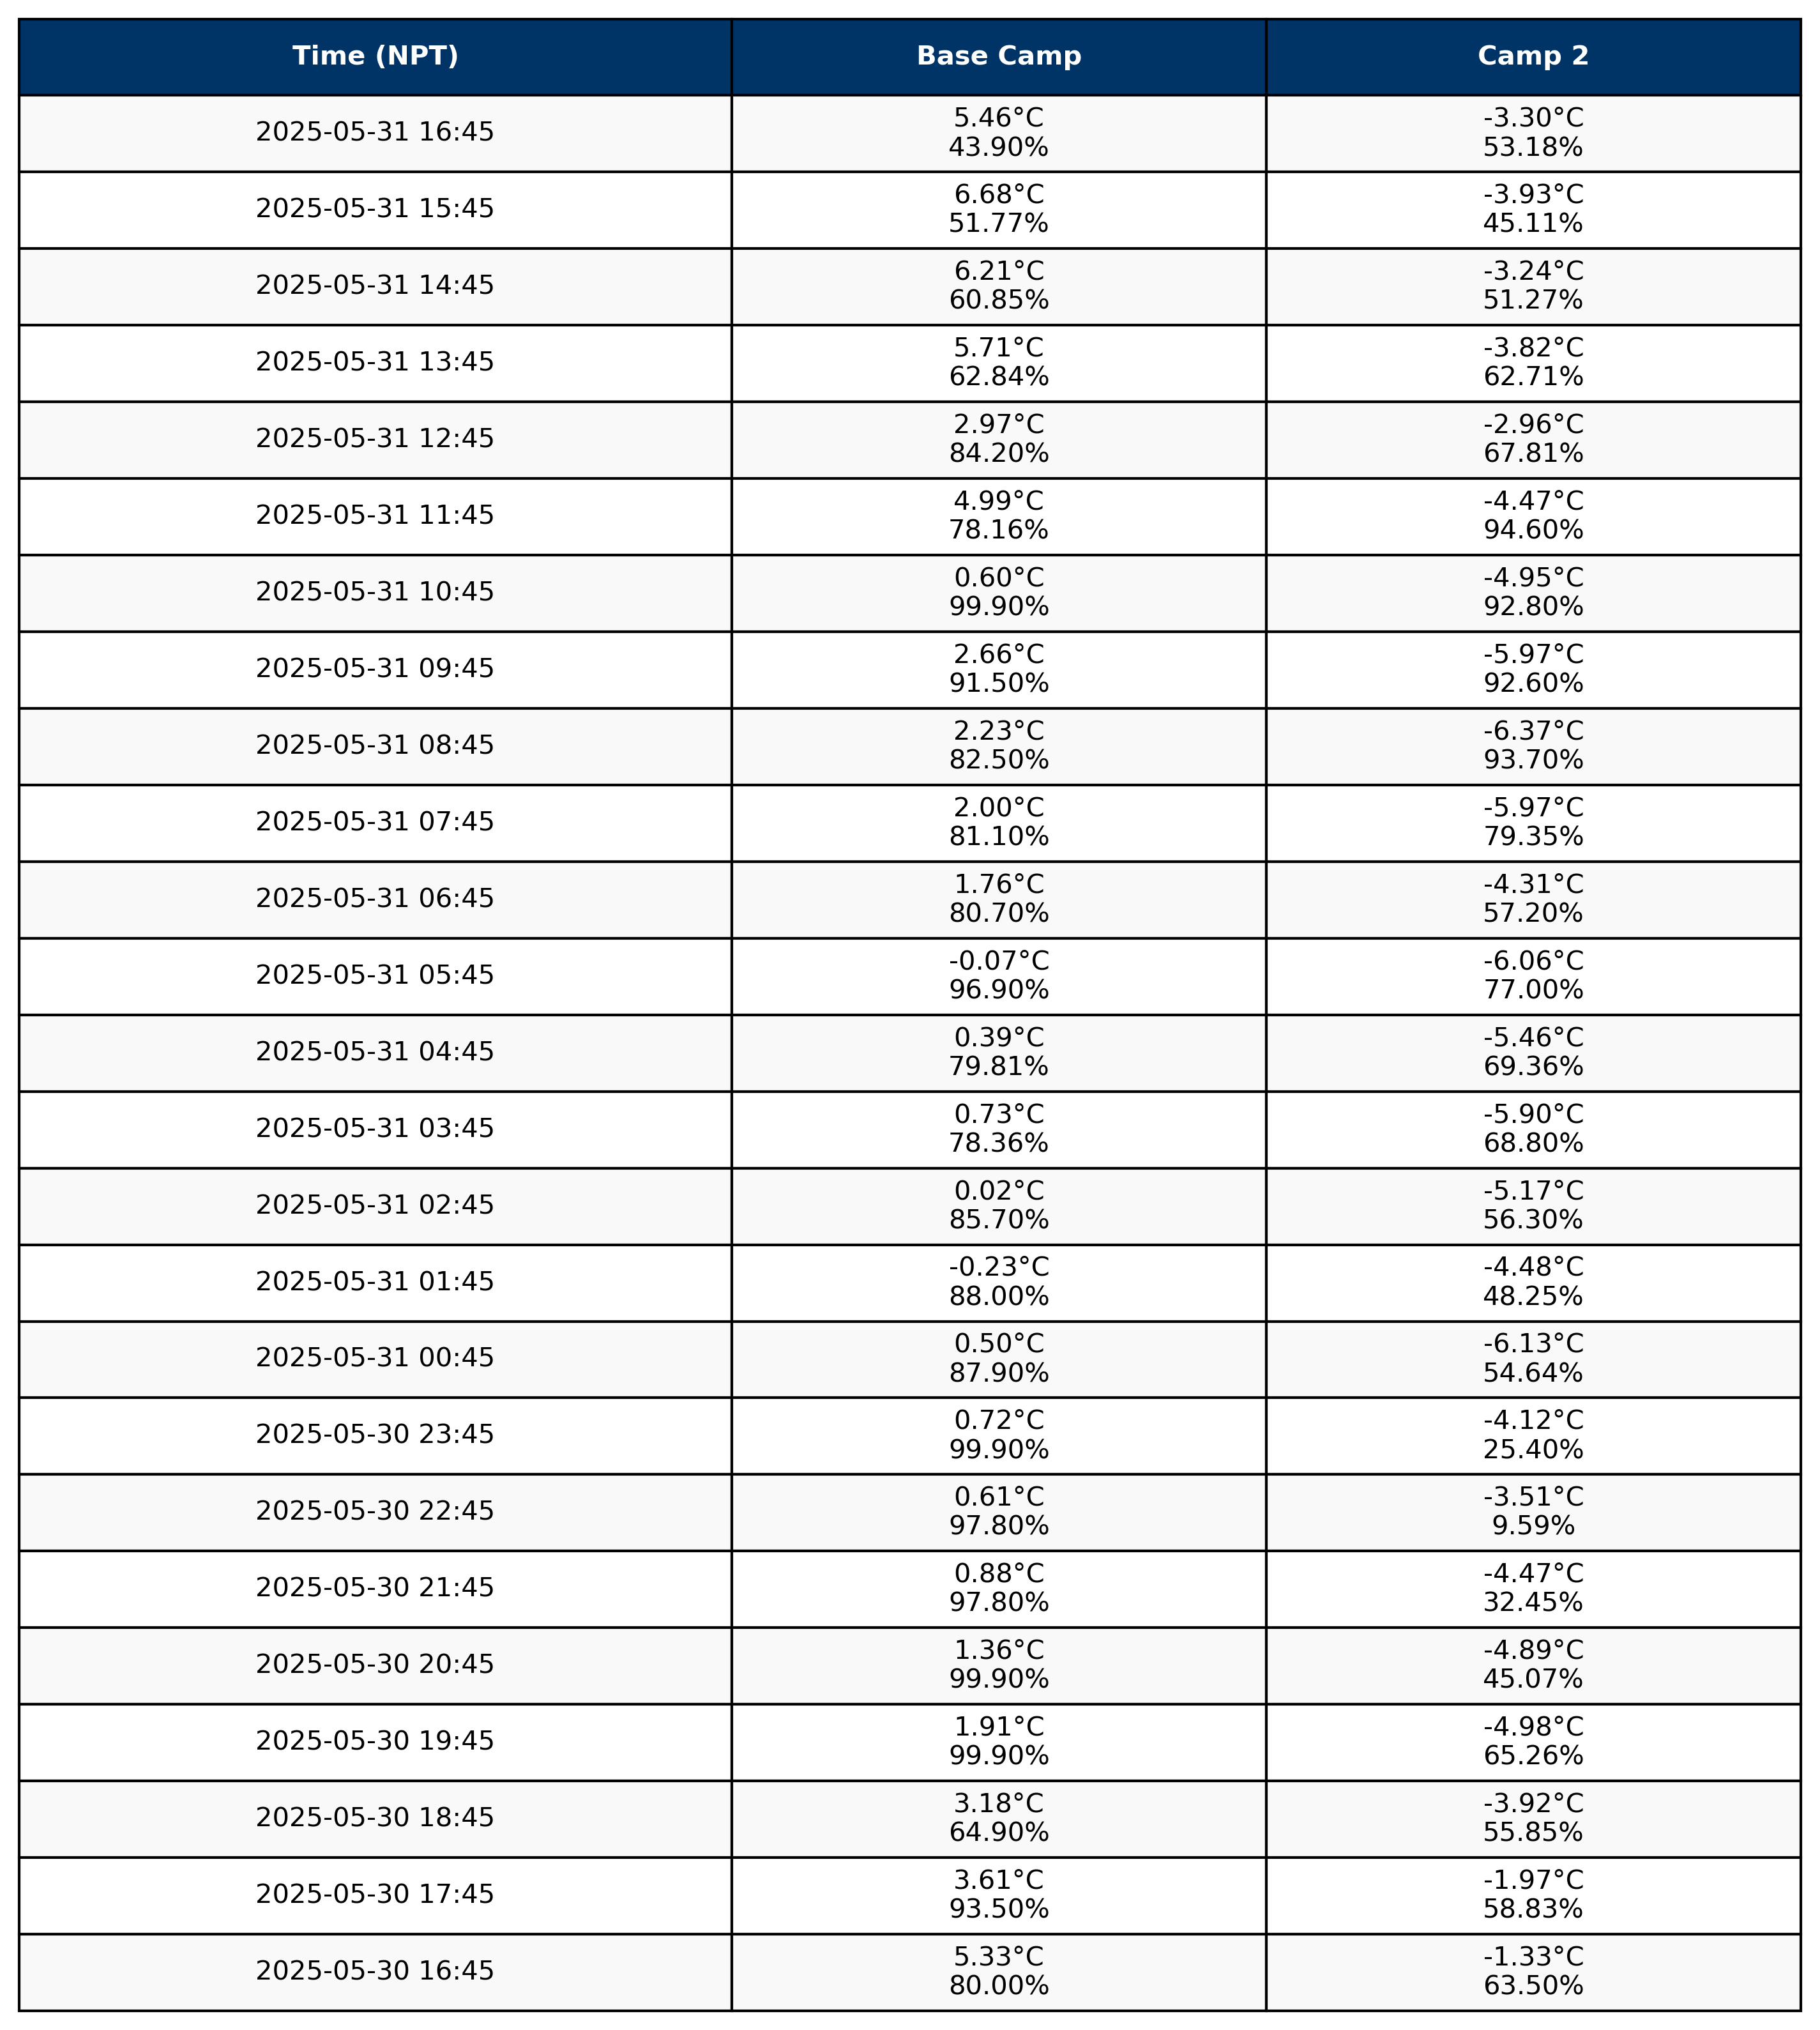 Time (NPT) Base Camp Camp 2
2025-05-31 16:45 5.46°C -3.30°C
43.90% 53.18%
2025-05-31 15:45 6.68°C -3.93°C
51.77% 45.11%
2025-05-31 14:45 6.21°C -3.24°C
60.85% 51.27%
2025-05-31 13:45 5.71°C -3.82°C
62.84% 62.71%
2025-05-31 12:45 2.97°C -2.96°C
84.20% 67.81%
2025-05-31 11:45 4.99°C -4.47°C
78.16% 94.60%
2025-05-31 10:45 0.60°C -4.95°C
99.90% 92.80%
2025-05-31 09:45 2.66°C -5.97°C
91.50% 92.60%
2025-05-31 08:45 2.23°C -6.37°C
82.50% 93.70%
2025-05-31 07:45 2.00°C -5.97°C
81.10% 79.35%
2025-05-31 06:45 1.76°C -4.31°C
80.70% 57.20%
2025-05-31 05:45 -0.07°C -6.06°C
96.90% 77.00%
2025-05-31 04:45 0.39°C -5.46°C
79.81% 69.36%
2025-05-31 03:45 0.73°C -5.90°C
78.36% 68.80%
2025-05-31 02:45 0.02°C -5.17°C
85.70% 56.30%
2025-05-31 01:45 -0.23°C -4.48°C
88.00% 48.25%
2025-05-31 00:45 0.50°C -6.13°C
87.90% 54.64%
2025-05-30 23:45 0.72°C -4.12°C
99.90% 25.40%
2025-05-30 22:45 0.61°C -3.51°C
97.80% 9.59%
2025-05-30 21:45 0.88°C -4.47°C
97.80% 32.45%
2025-05-30 20:45 1.36°C -4.89°C
99.90% 45.07%
2025-05-30 19:45 1.91°C -4.98°C
99.90% 65.26%
2025-05-30 18:45 3.18°C -3.92°C
64.90% 55.85%
2025-05-30 17:45 3.61°C -1.97°C
93.50% 58.83%
2025-05-30 16:45 5.33°C -1.33°C
80.00% 63.50%